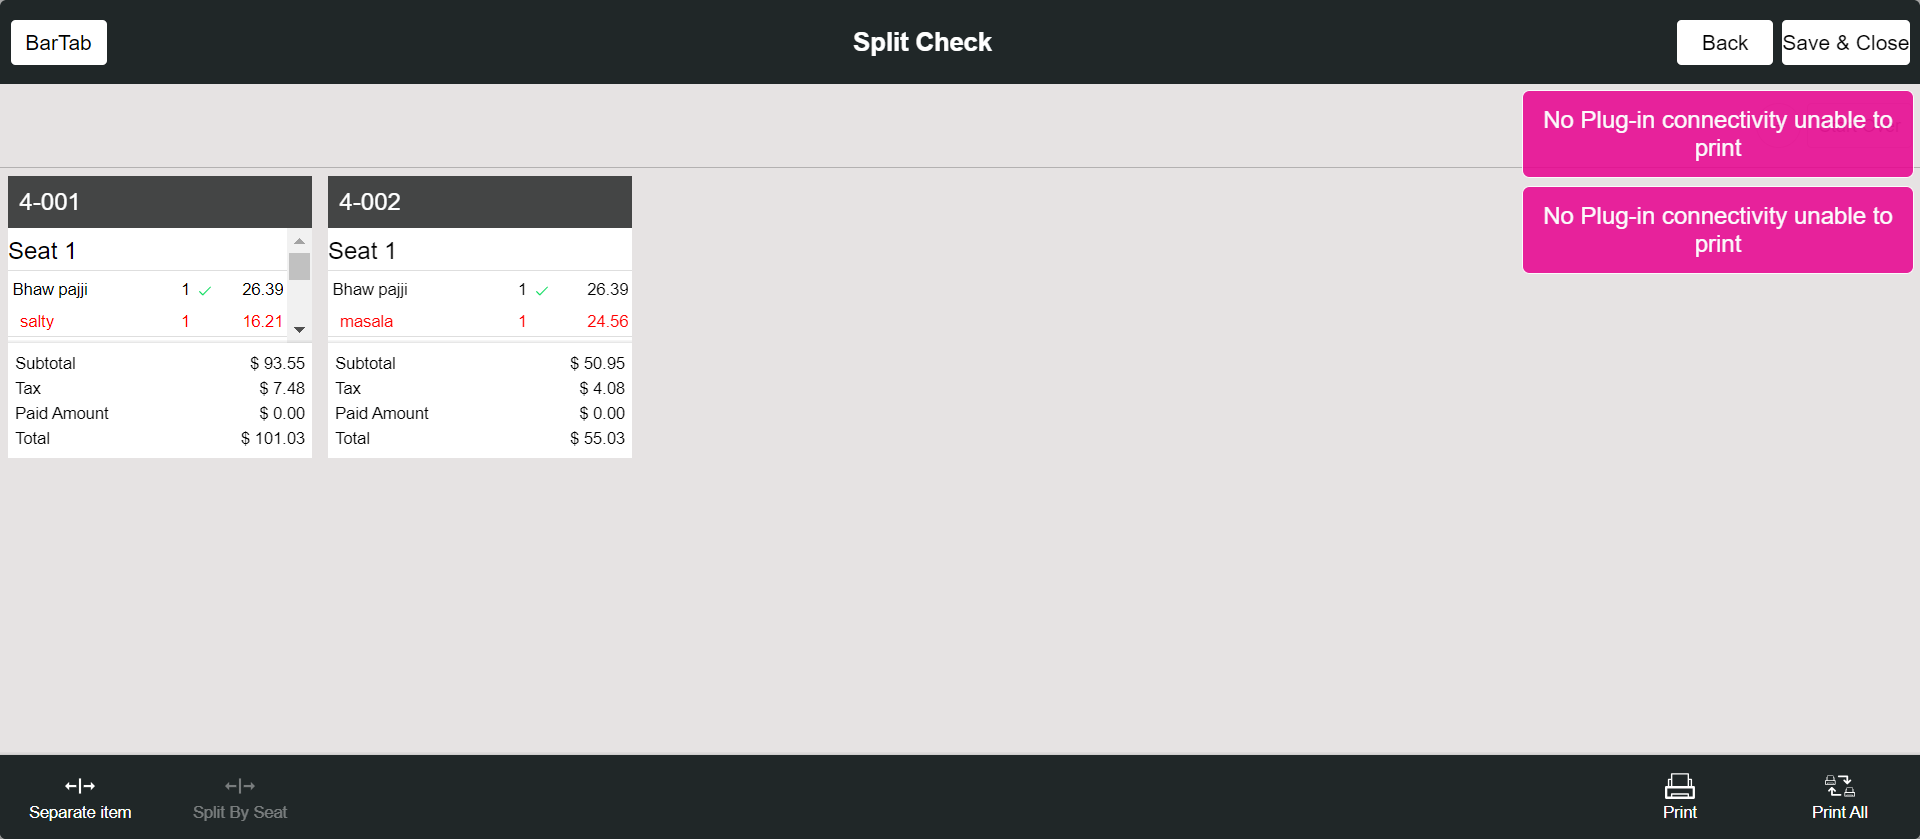 BarTab
Split Check
Back
Save & Close
No Plug-in connectivity unable to
print
No Plug-in connectivity unable to
print
4-001
Seat 1
Bhaw pajji 1 26.39
salty 1 16.21
Subtotal $ 93.55
Tax $ 7.48
Paid Amount $ 0.00
Total $ 101.03
4-002
Seat 1
Bhaw pajji 1 26.39
masala 1 24.56
Subtotal $ 50.95
Tax $ 4.08
Paid Amount $ 0.00
Total $ 55.03
Separate item
Split By Seat
Print
Print All